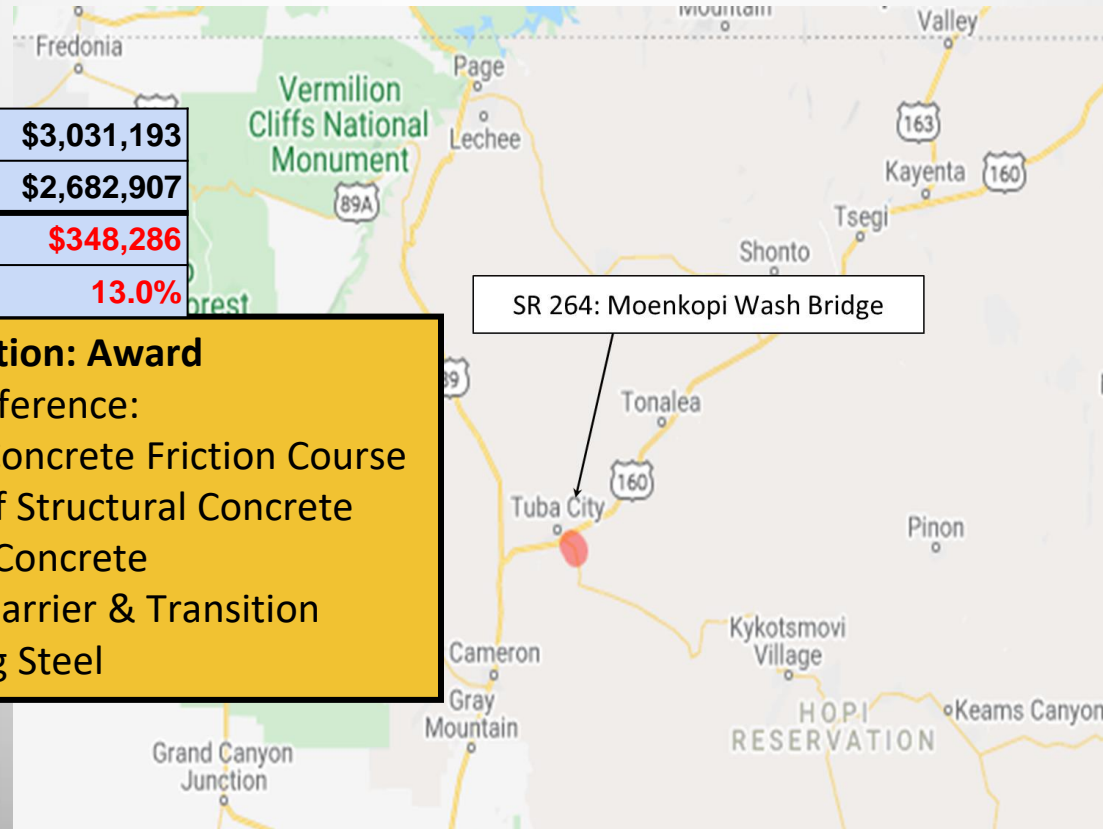 Fredonia
Page
Lechee
Valley
Vermilion
Cliffs National
Monument
89A
163
Kayenta
160
Tsegi
Shonto
$3,031,193
$2,682,907
$348,286
13.0%
SR 264: Moenkopi Wash Bridge
tion: Award
ference:
oncrete Friction Course
f Structural Concrete
Concrete
arrier & Transition
g Steel
Tonalea
160
Tuba City
Pinon
Kykotsmovi
Village
Cameron
Gray
Mountain
HOPI
RESERVATION
Keams Canyon
Grand Canyon
Junction